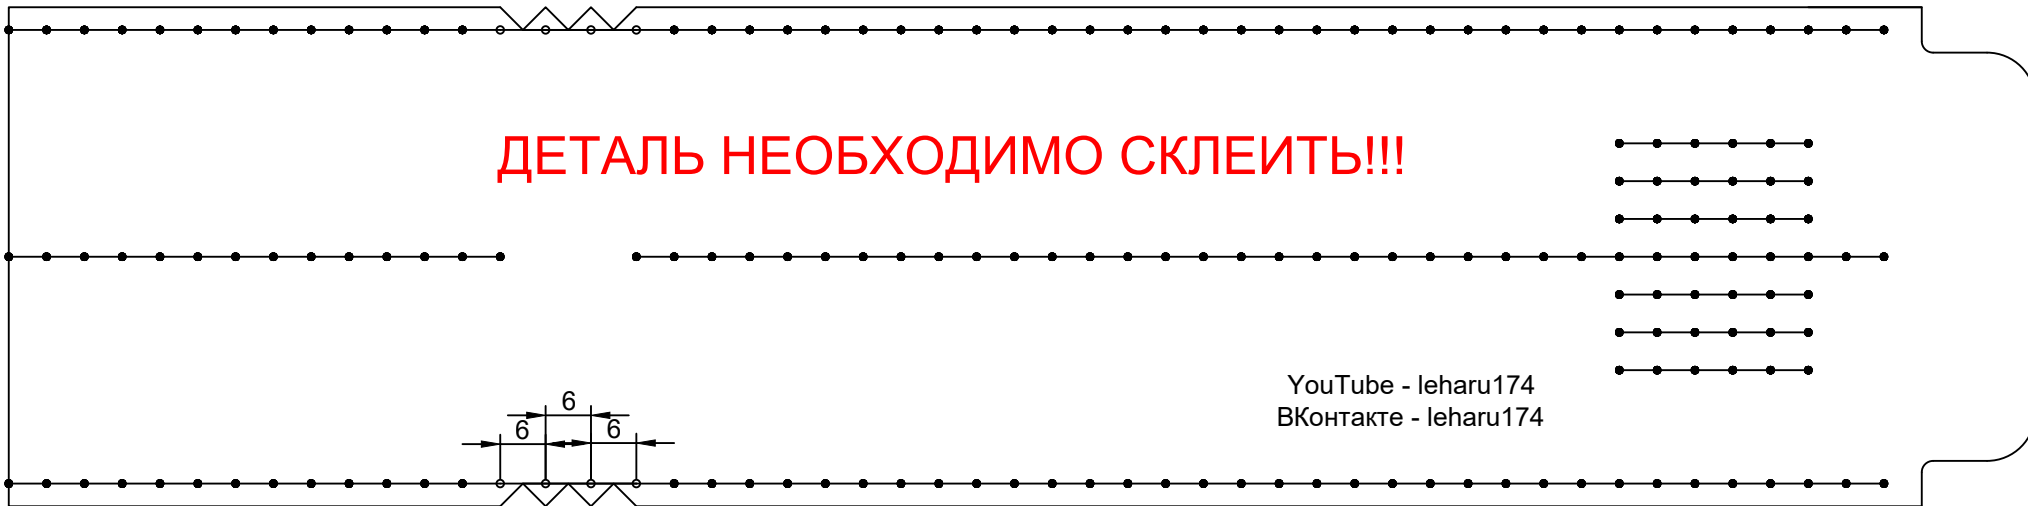 ДЕТАЛЬ НЕОБХОДИМО СКЛЕИТЬ!!!
YouTube - leharu174
ВКонтакте - leharu174
6
6
6